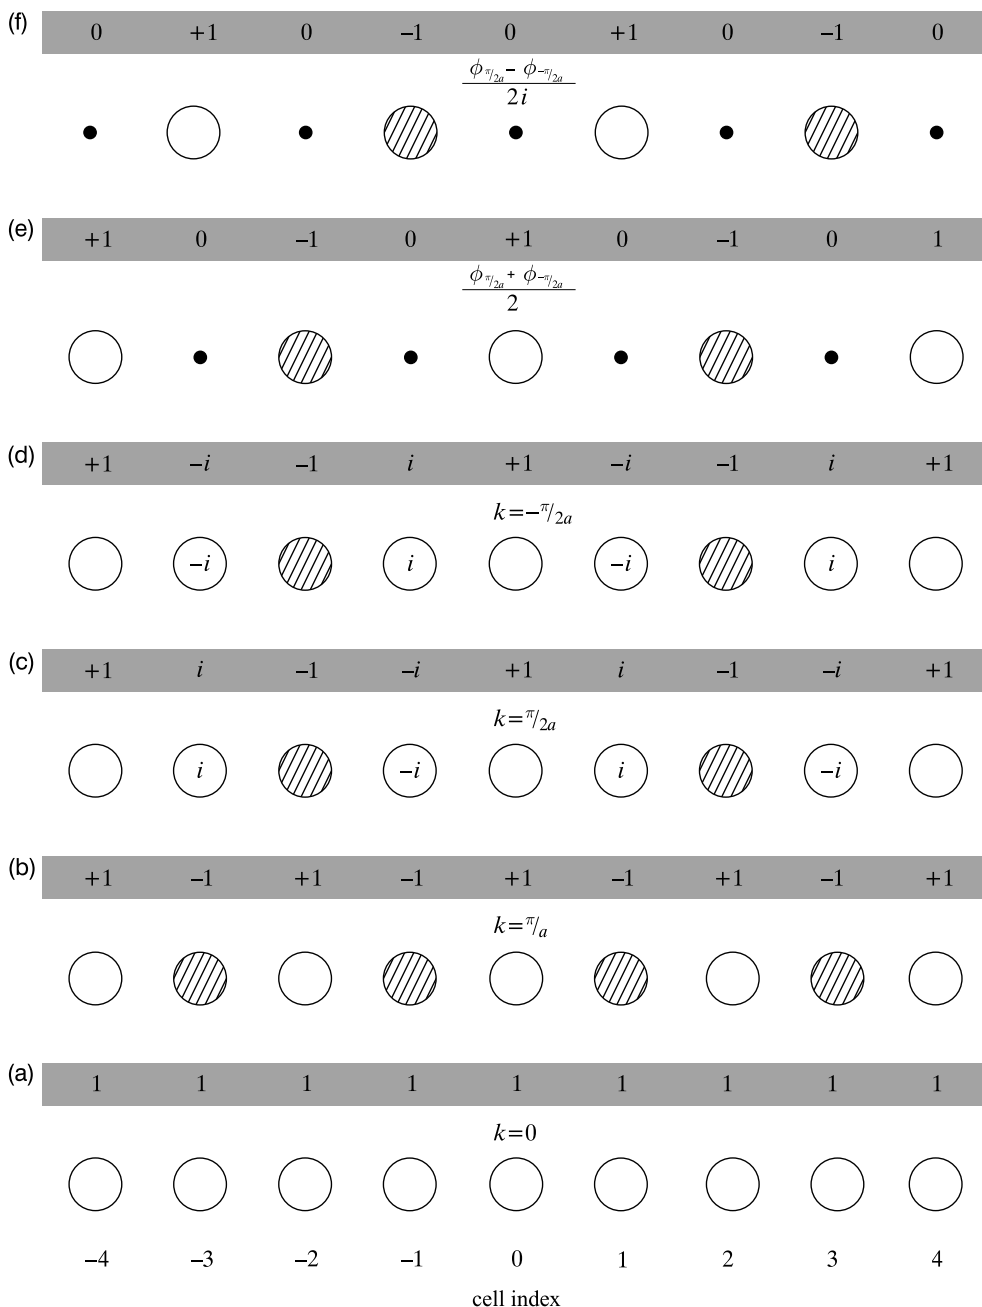 (f) 0 +1 0 −1 0 +1 0 −1 0
ϕπ/2a − ϕ−π/2a
2i
(e) +1 0 −1 0 +1 0 −1 0 1
ϕπ/2a + ϕ−π/2a
2
(d) +1 −i −1 i +1 −i −1 i +1
k=−π/2a
−i i −i i
(c) +1 i −1 −i +1 i −1 −i +1
k=π/2a
i −i i −i
(b) +1 −1 +1 −1 +1 −1 +1 −1 +1
k=π/a
(a) 1 1 1 1 1 1 1 1 1
k=0
−4 −3 −2 −1 0 1 2 3 4
cell index